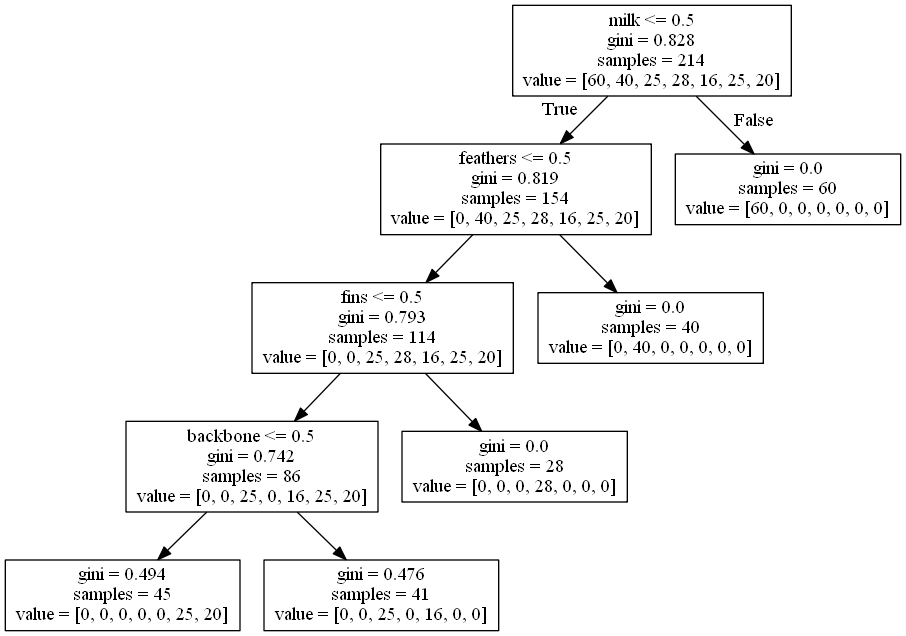 milk <= 0.5
gini = 0.828
samples = 214
value = [60, 40, 25, 28, 16, 25, 20]
True
False
feathers <= 0.5
gini = 0.819
samples = 154
value = [0, 40, 25, 28, 16, 25, 20]
gini = 0.0
samples = 60
value = [60, 0, 0, 0, 0, 0, 0]
fins <= 0.5
gini = 0.793
samples = 114
value = [0, 0, 25, 28, 16, 25, 20]
gini = 0.0
samples = 40
value = [0, 40, 0, 0, 0, 0, 0]
backbone <= 0.5
gini = 0.742
samples = 86
value = [0, 0, 25, 0, 16, 25, 20]
gini = 0.0
samples = 28
value = [0, 0, 0, 28, 0, 0, 0]
gini = 0.494
samples = 45
value = [0, 0, 0, 0, 0, 25, 20]
gini = 0.476
samples = 41
value = [0, 0, 25, 0, 16, 0, 0]